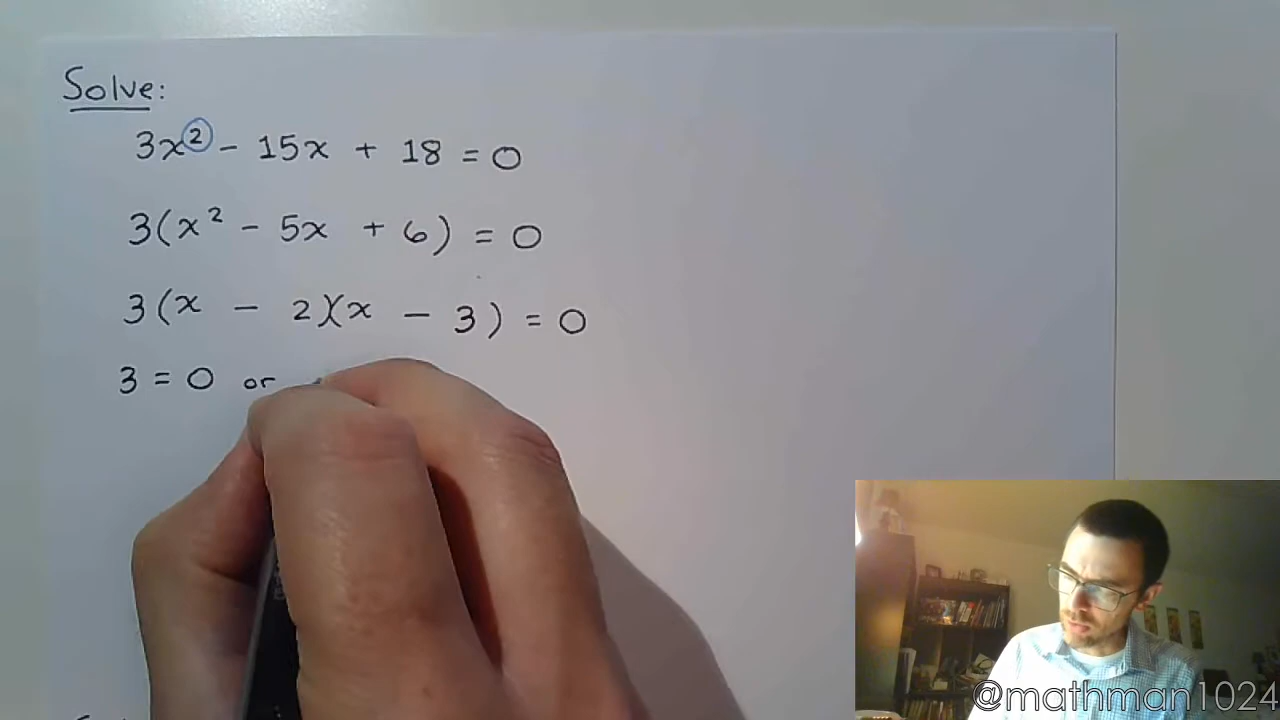 Solve:
3x² - 15x + 18 = 0
3(x² - 5x + 6) = 0
3(x - 2)(x - 3) = 0
3 = 0 or
@mathman1024